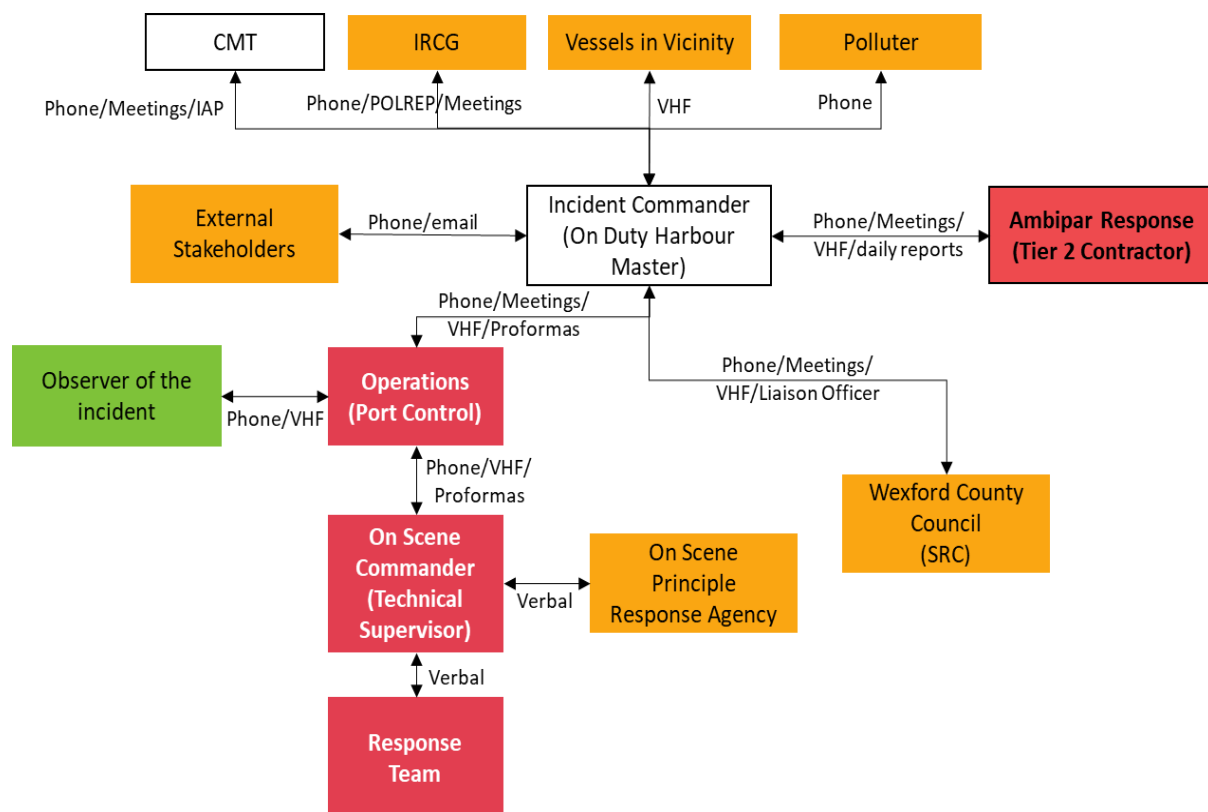 CMT
IRCG
Vessels in Vicinity
Polluter
Phone/Meetings/IAP
Phone/POLREP/Meetings
VHF
Phone
External
Stakeholders
Phone/email
Incident Commander
(On Duty Harbour
Master)
Phone/Meetings/
VHF/daily reports
Ambipar Response
(Tier 2 Contractor)
Phone/Meetings/
VHF/Proformas
Observer of the
incident
Phone/VHF
Operations
(Port Control)
Phone/Meetings/
VHF/Liaison Officer
Phone/VHF/
Proformas
Wexford County
Council
(SRC)
On Scene
Commander
(Technical
Supervisor)
Verbal
On Scene
Principle
Response Agency
Verbal
Response
Team